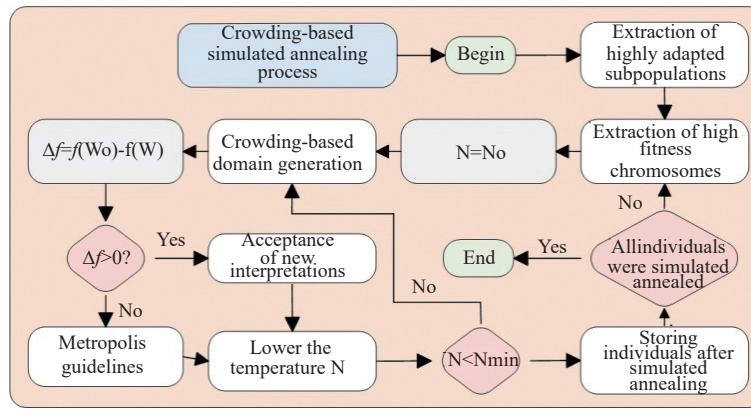 Crowding-based
simulated annealing
process
Begin
Extraction of
highly adapted
subpopulations
Δf=f(Wo)-f(W)
Crowding-based
domain generation
N=No
Extraction of high
fitness
chromosomes
No
Δf>0?
Yes
Acceptance
of new
interpretations
End
Yes
Allindividuals
were simulated
annealed
No
No
Metropolis
guidelines
Lower the
temperature N
N<Nmin
Storing
individuals after
simulated
annealing